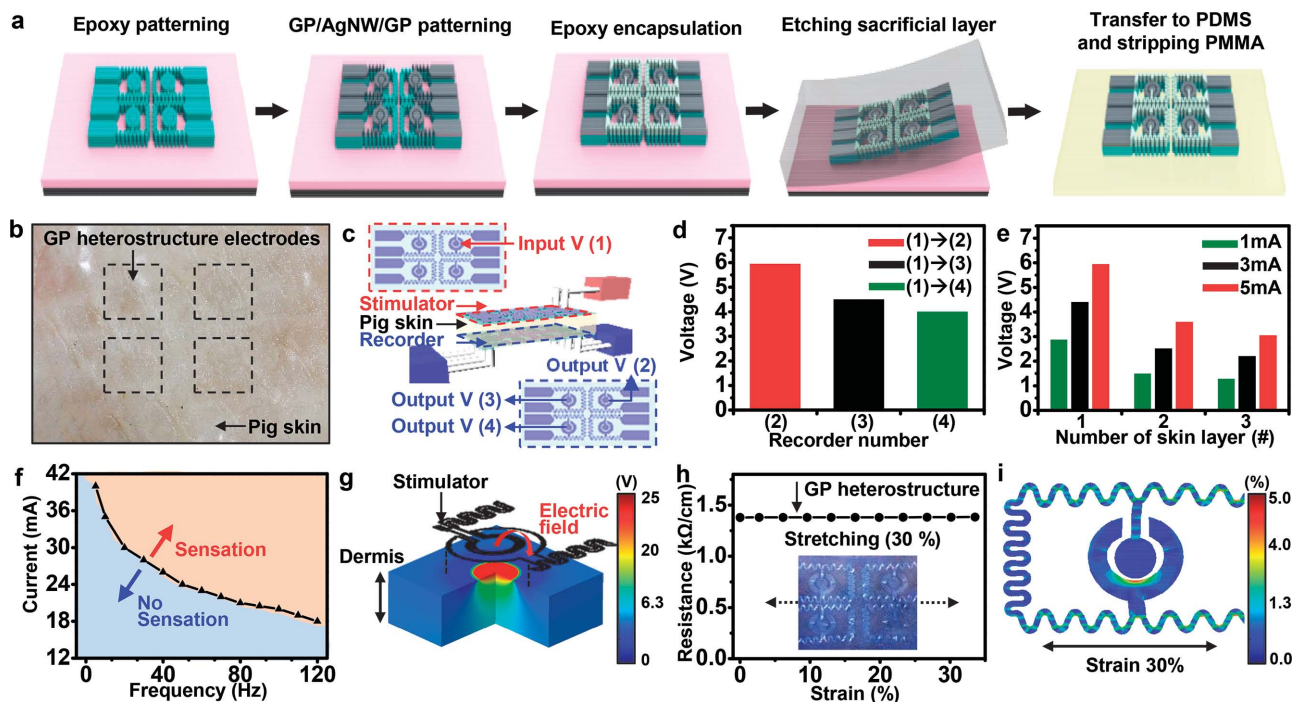 a
Epoxy patterning
GP/AgNW/GP patterning
Epoxy encapsulation
Etching sacrificial layer
Transfer to PDMS
and stripping PMMA
b
GP heterostructure electrodes
Pig skin
c
Input V (1)
Stimulator
Pig skin
Recorder
Output V
(2)
Output V (3)
Output V (4)
d
Voltage (V)
7
6
5
4
3
2
1
0
(1)→(2)
(1)→(3)
(1)→(4)
(2)
(3)
(4)
Recorder number
e
Voltage (V)
7
6
5
4
3
2
1
0
1mA
3mA
5mA
1
2
3
Number of skin layer (#)
f
Current (mA)
42
36
30
24
18
12
Sensation
No
Sensation
0
40
80
120
Frequency (Hz)
g
Stimulator
Electric
field
Dermis
(V)
25
20
6.3
0
h
Resistance (kΩ/cm)
1.5
1.0
0.5
0.0
GP heterostructure
Stretching (30 %)
0
10
20
30
Strain (%)
i
(%)
5.0
2.5
1.3
0.0
Strain 30%